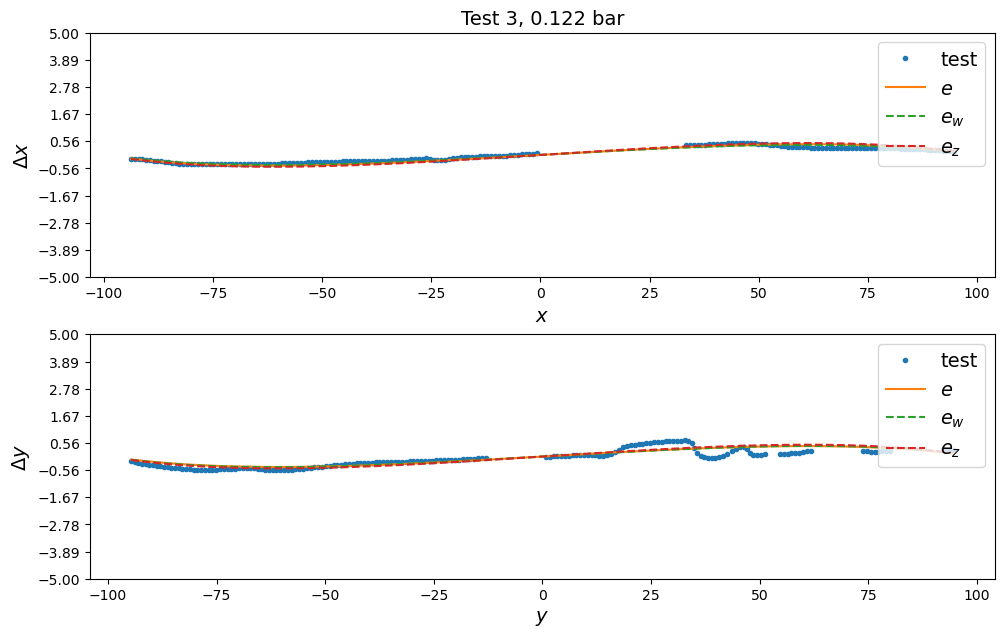 Test 3, 0.122 bar
5.00
3.89
2.78
1.67
0.56
−0.56
−1.67
−2.78
−3.89
−5.00
Δx
test
e
e_w
e_z
−100 −75 −50 −25 0 25 50 75 100
x
5.00
3.89
2.78
1.67
0.56
−0.56
−1.67
−2.78
−3.89
−5.00
Δy
test
e
e_w
e_z
−100 −75 −50 −25 0 25 50 75 100
y